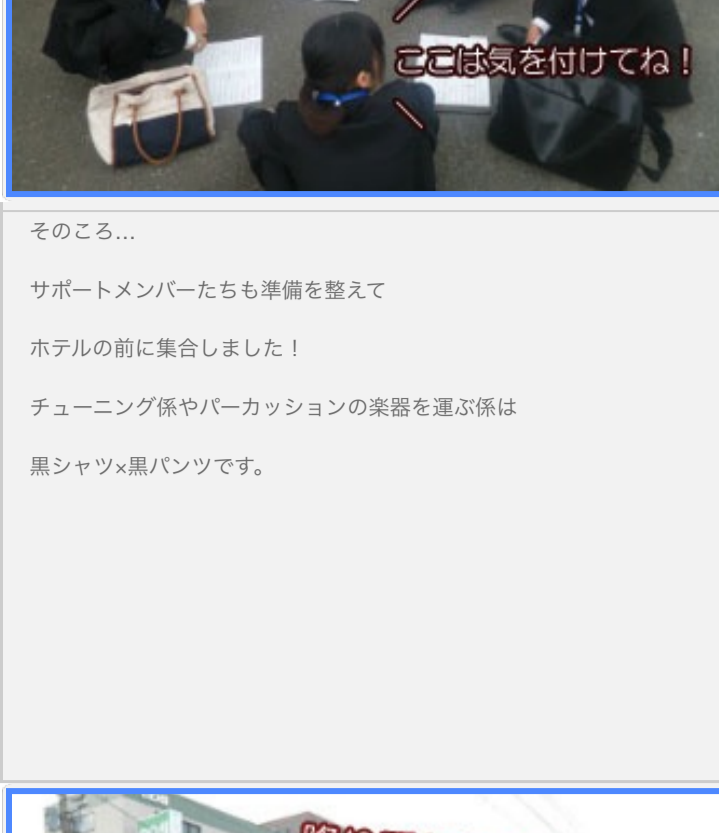 ここは気を付けてね！
そのころ…
サポートメンバーたちも準備を整えて
ホテルの前に集合しました！
チューニング係やパーカッションの楽器を運ぶ係は
黒シャツ×黒パンツです。